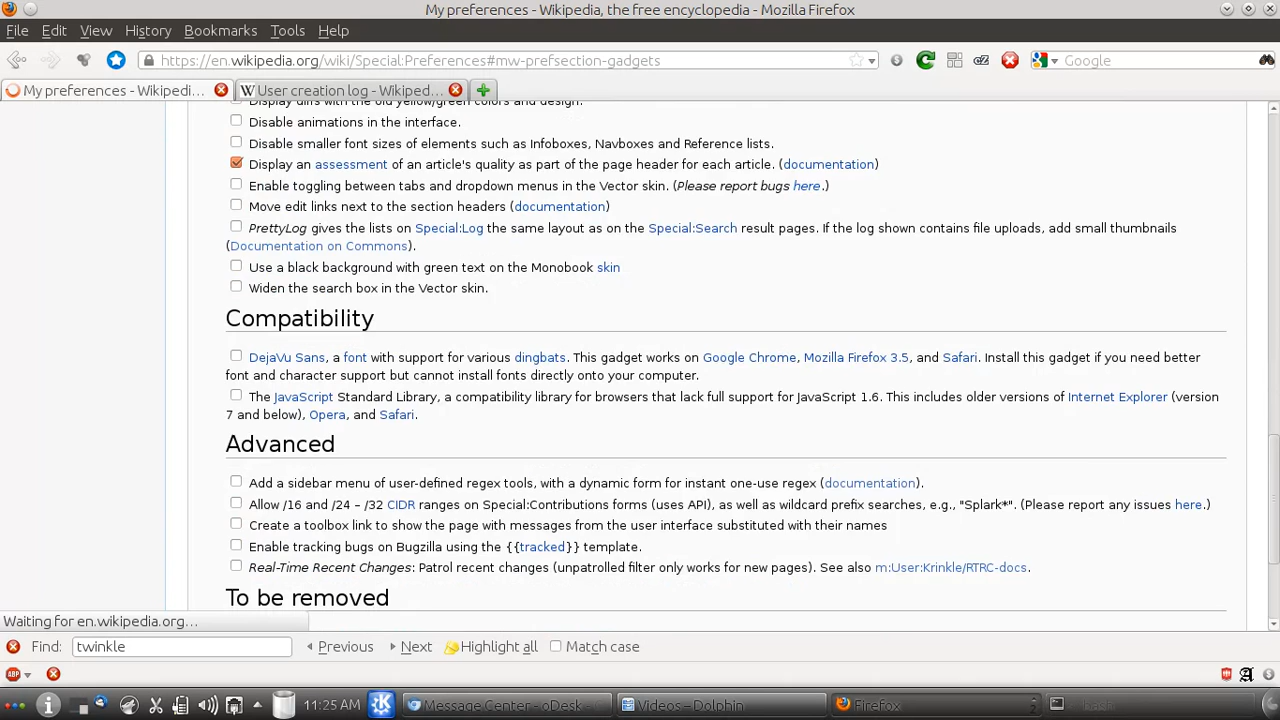 My preferences - Wikipedia, the free encyclopedia - Mozilla Firefox
File Edit View History Bookmarks Tools Help
https://en.wikipedia.org/wiki/Special:Preferences#mw-prefsection-gadgets
Google
My preferences - Wikipedi...
W User creation log - Wikiped...
Display diffs with the old yellow/green colors and design.
Disable animations in the interface.
Disable smaller font sizes of elements such as Infoboxes, Navboxes and Reference lists.
Display an assessment of an article's quality as part of the page header for each article. (documentation)
Enable toggling between tabs and dropdown menus in the Vector skin. (Please report bugs here.)
Move edit links next to the section headers (documentation)
PrettyLog gives the lists on Special:Log the same layout as on the Special:Search result pages. If the log shown contains file uploads, add small thumbnails
(Documentation on Commons).
Use a black background with green text on the Monobook skin
Widen the search box in the Vector skin.
Compatibility
DejaVu Sans, a font with support for various dingbats. This gadget works on Google Chrome, Mozilla Firefox 3.5, and Safari. Install this gadget if you need better
font and character support but cannot install fonts directly onto your computer.
The JavaScript Standard Library, a compatibility library for browsers that lack full support for JavaScript 1.6. This includes older versions of Internet Explorer (version
7 and below), Opera, and Safari.
Advanced
Add a sidebar menu of user-defined regex tools, with a dynamic form for instant one-use regex (documentation).
Allow /16 and /24 – /32 CIDR ranges on Special:Contributions forms (uses API), as well as wildcard prefix searches, e.g., "Splark*". (Please report any issues here.)
Create a toolbox link to show the page with messages from the user interface substituted with their names
Enable tracking bugs on Bugzilla using the {{tracked}} template.
Real-Time Recent Changes: Patrol recent changes (unpatrolled filter only works for new pages). See also m:User:Krinkle/RTRC-docs.
To be removed
Waiting for en.wikipedia.org...
Find: twinkle Previous Next Highlight all Match case
ABP
11:25 AM
Message Center - oDesk - C
Videos – Dolphin
Firefox 2
bash